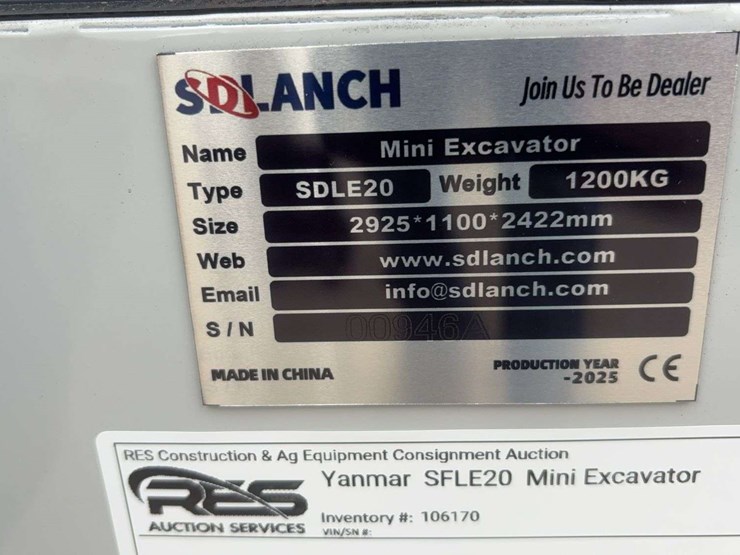 SDLANCH
Join Us To Be Dealer
Name Mini Excavator
Type SDLE20 Weight 1200KG
Size 2925*1100*2422mm
Web www.sdlanch.com
Email info@sdlanch.com
S/N 00946A
MADE IN CHINA
PRODUCTION YEAR
-2025
CE
RES Construction & Ag Equipment Consignment Auction
RES
AUCTION SERVICES
Yanmar SFLE20 Mini Excavator
Inventory #: 106170
VIN/SN #: